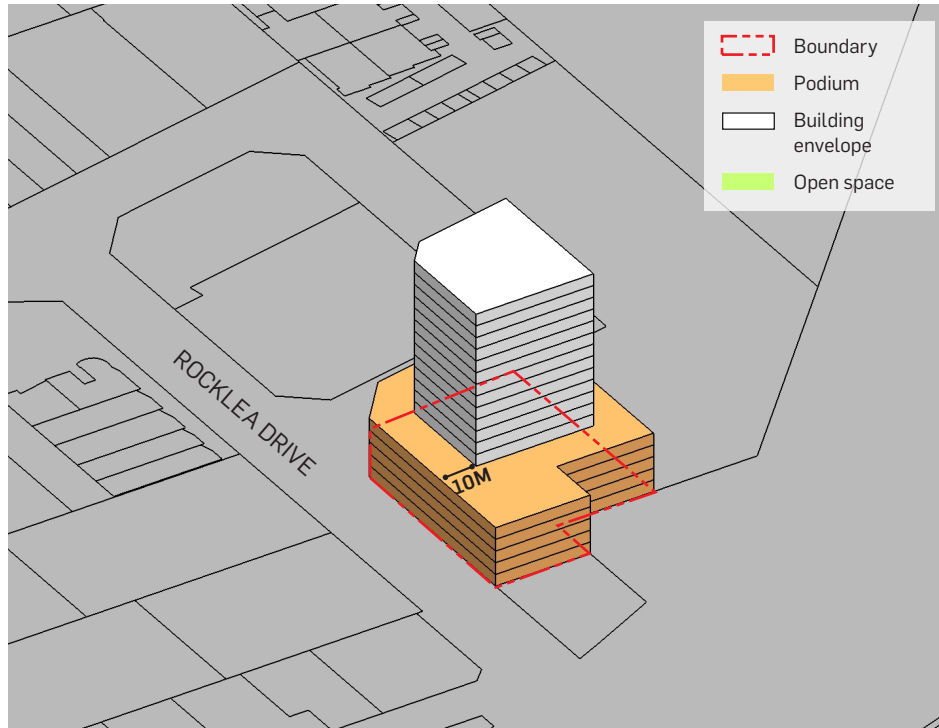 Boundary
Podium
Building
envelope
Open space
ROCKLEA DRIVE
10M